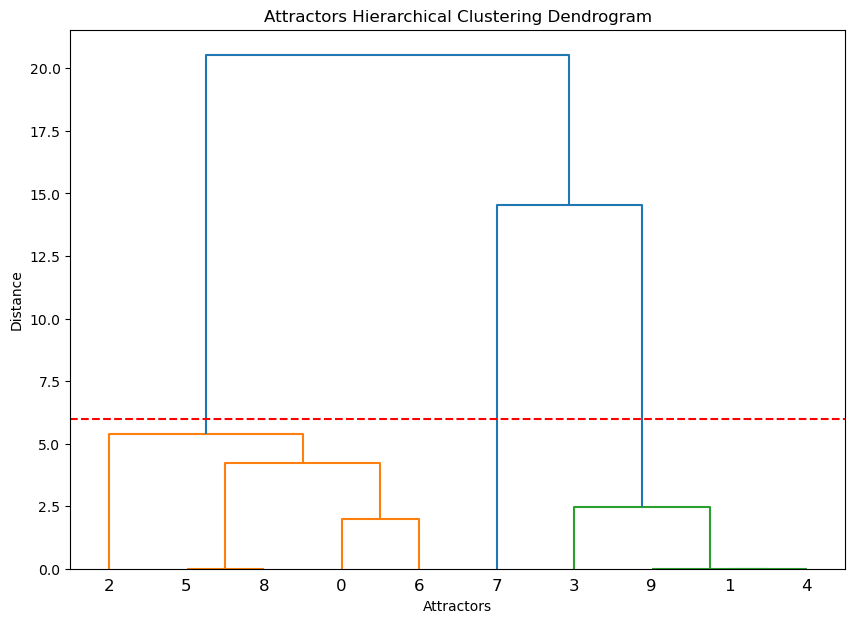 Attractors Hierarchical Clustering Dendrogram
20.0
17.5
15.0
12.5
10.0
7.5
5.0
2.5
0.0
Distance
2 5 8 0 6 7 3 9 1 4
Attractors